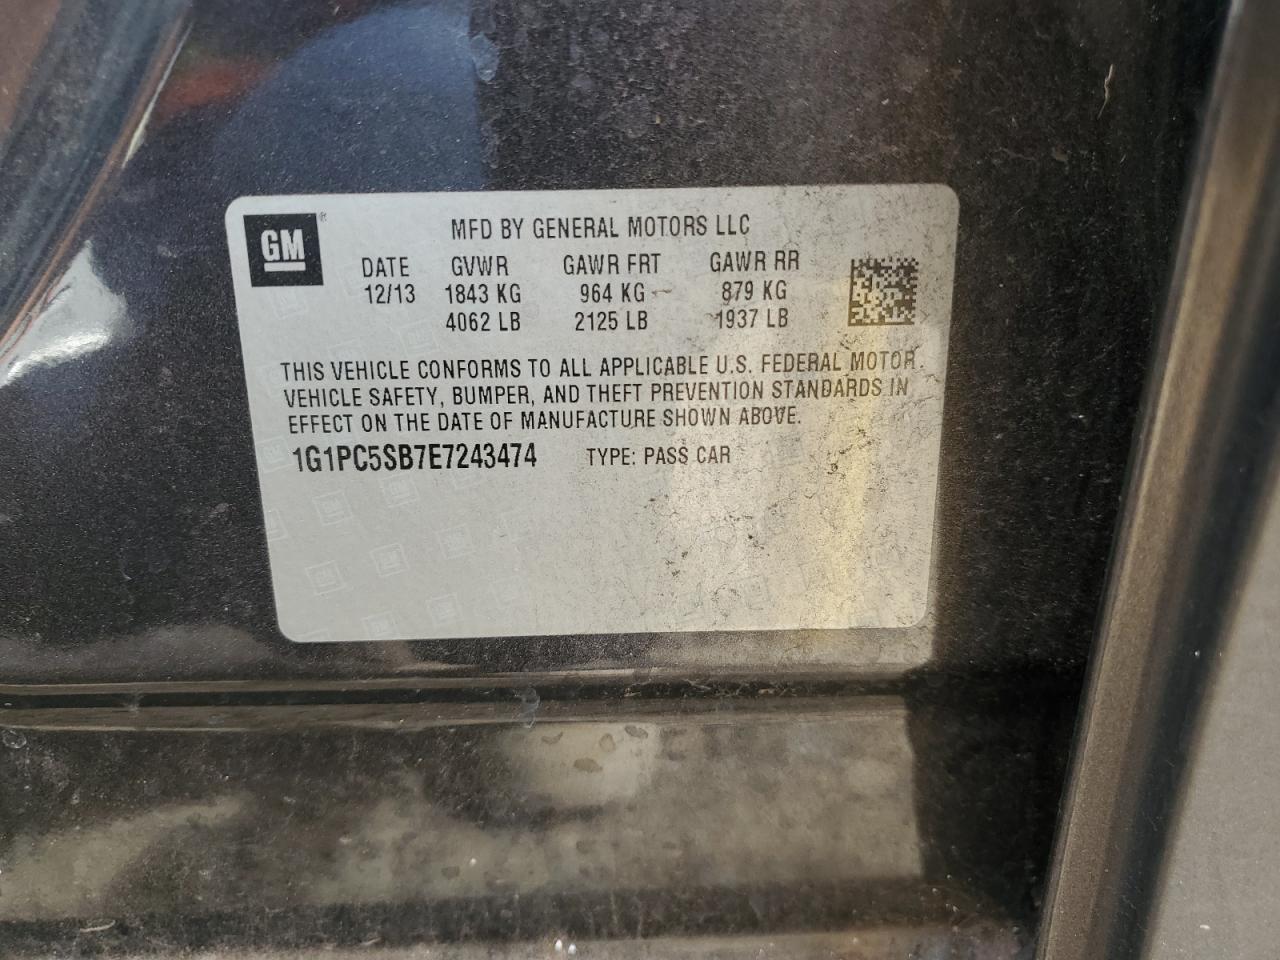 GM ®
MFD BY GENERAL MOTORS LLC
DATE GVWR GAWR FRT GAWR RR
12/13 1843 KG 964 KG 879 KG
4062 LB 2125 LB 1937 LB
THIS VEHICLE CONFORMS TO ALL APPLICABLE U.S. FEDERAL MOTOR
VEHICLE SAFETY, BUMPER, AND THEFT PREVENTION STANDARDS IN
EFFECT ON THE DATE OF MANUFACTURE SHOWN ABOVE.
1G1PC5SB7E7243474 TYPE: PASS CAR